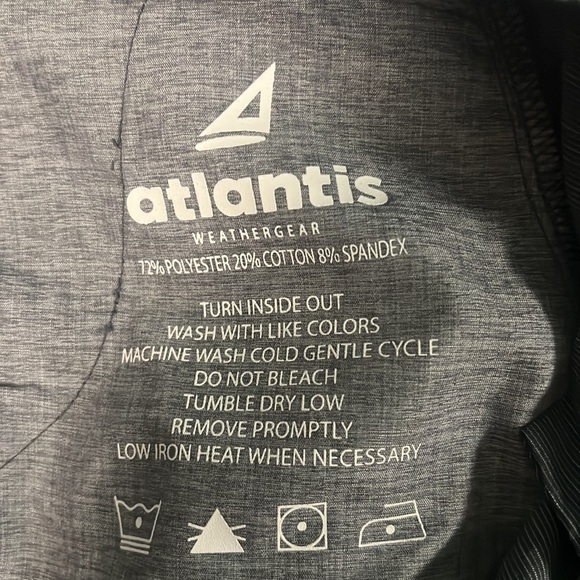 atlantis
WEATHERGEAR
72% POLYESTER 20% COTTON 8% SPANDEX
TURN INSIDE OUT
WASH WITH LIKE COLORS
MACHINE WASH COLD GENTLE CYCLE
DO NOT BLEACH
TUMBLE DRY LOW
REMOVE PROMPTLY
LOW IRON HEAT WHEN NECESSARY